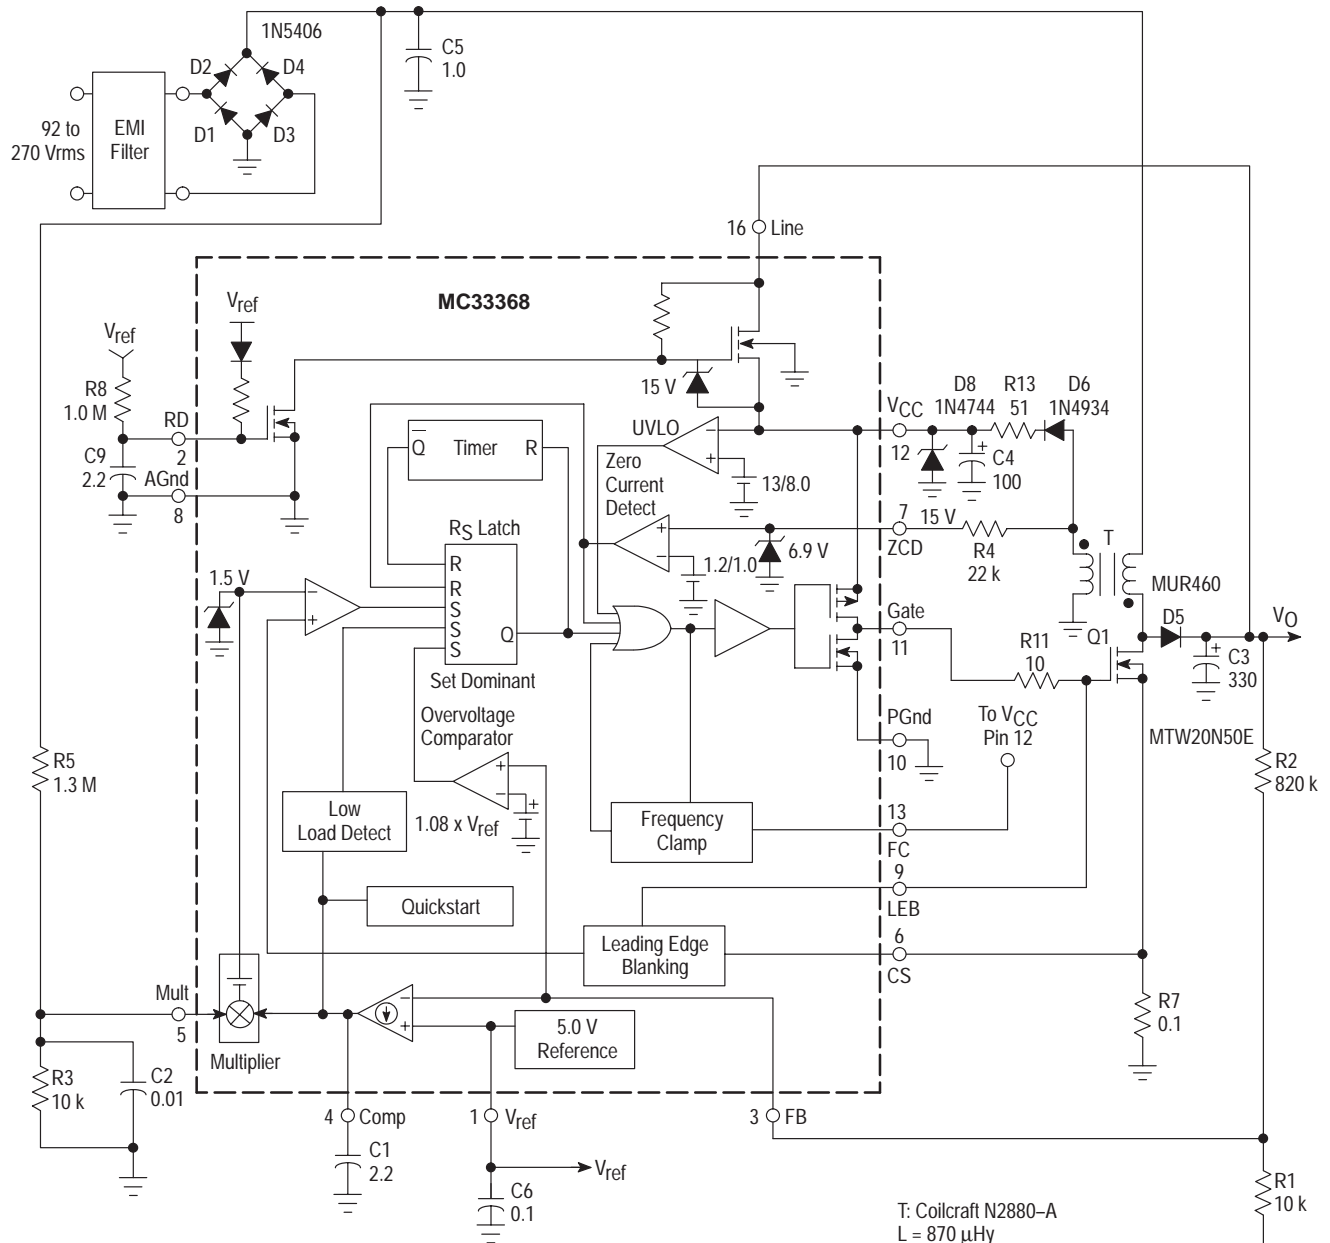 1N5406
D2
D4
D1
D3
C5
1.0
92 to
270 Vrms
EMI
Filter
16
Line
MC33368
Vref
Vref
R8
1.0 M
RD
2
C9
2.2
AGnd
8
15 V
UVLO
VCC
12
D8
1N4744
R13
51
D6
1N4934
C4
100
+
13/8.0
Zero
Current
Detect
Q
Timer
R
RS Latch
R
R
S
S
S
Q
Set Dominant
1.5 V
1.2/1.0
6.9 V
7
ZCD
15 V
R4
22 k
T
MUR460
D5
VO
C3
330
+
Q1
Gate
11
R11
10
MTW20N50E
PGnd
10
To VCC
Pin 12
R2
820 k
R5
1.3 M
Overvoltage
Comparator
1.08 x Vref
Low
Load Detect
Frequency
Clamp
13
FC
9
LEB
Quickstart
Leading Edge
Blanking
6
CS
R7
0.1
Mult
5
Multiplier
5.0 V
Reference
R3
10 k
C2
0.01
4
Comp
1
Vref
3
FB
C1
2.2
Vref
C6
0.1
R1
10 k
T: Coilcraft N2880–A
L = 870 μHy